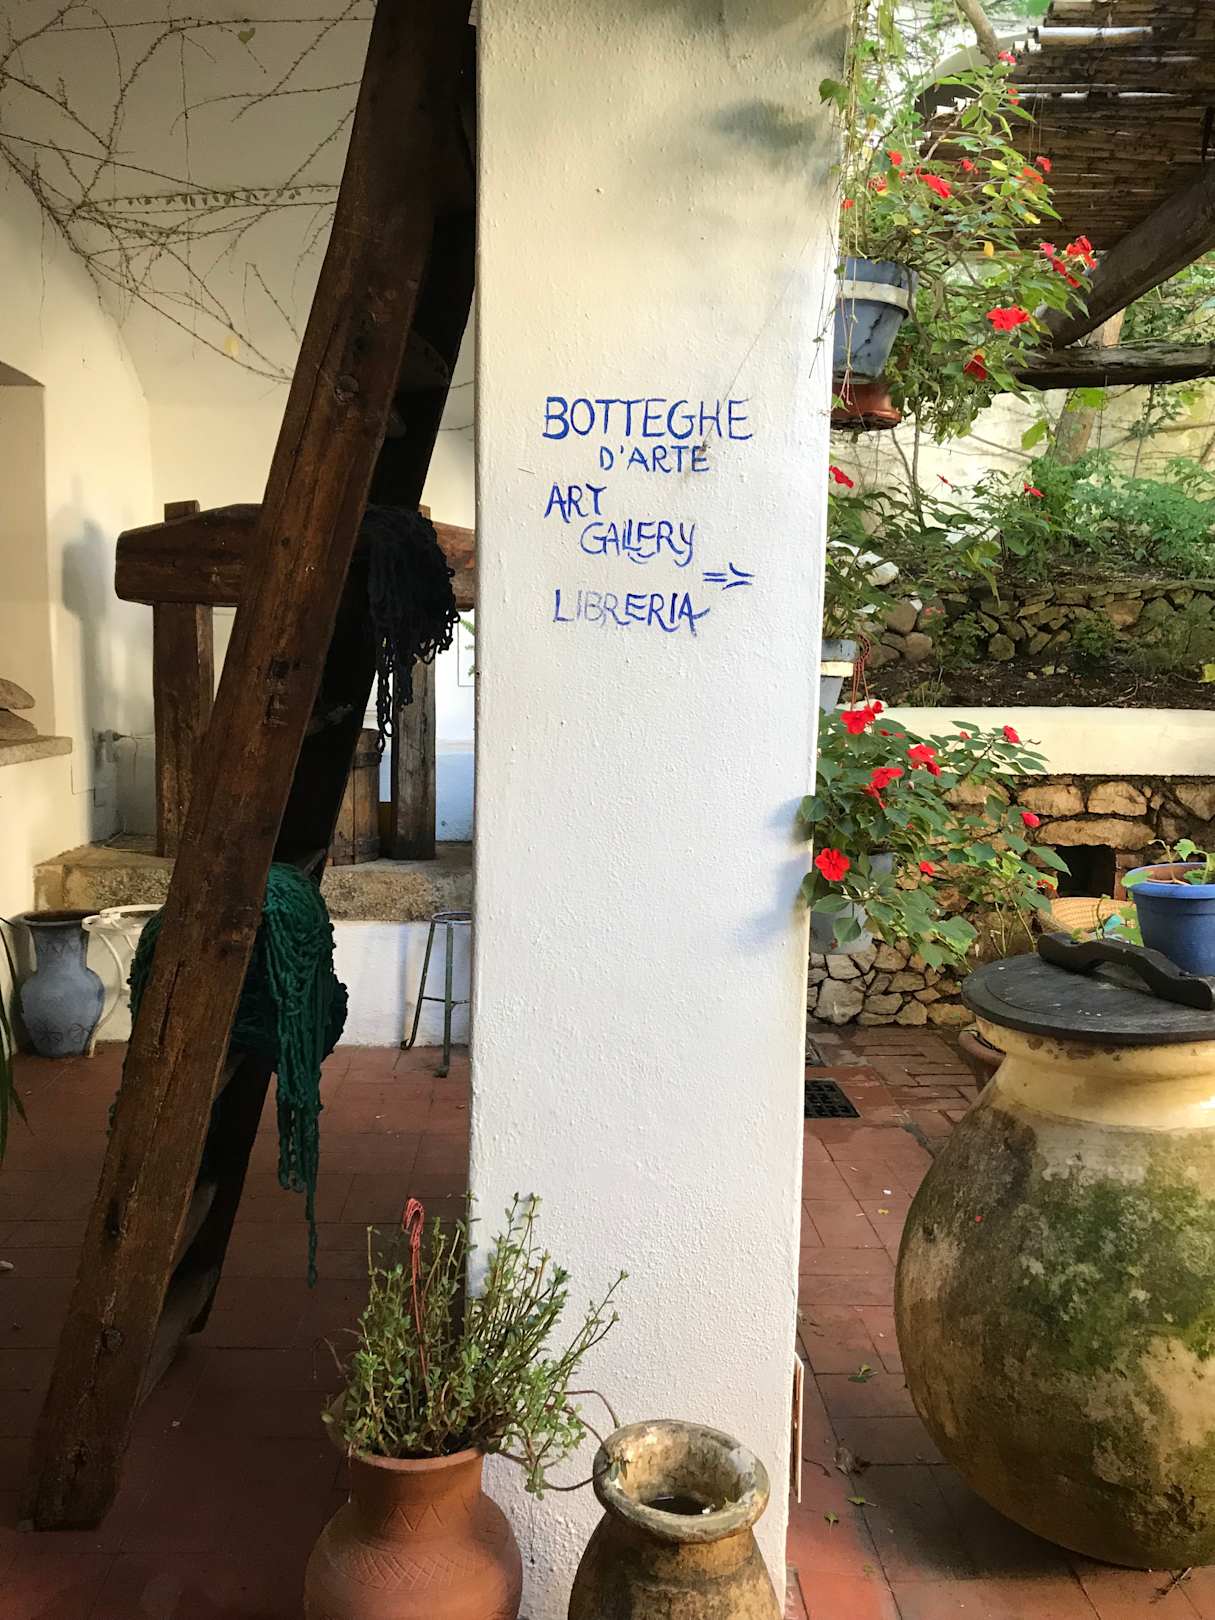 BOTTEGHE
D'ARTE
ART
GALLERY
=>
LIBRERIA